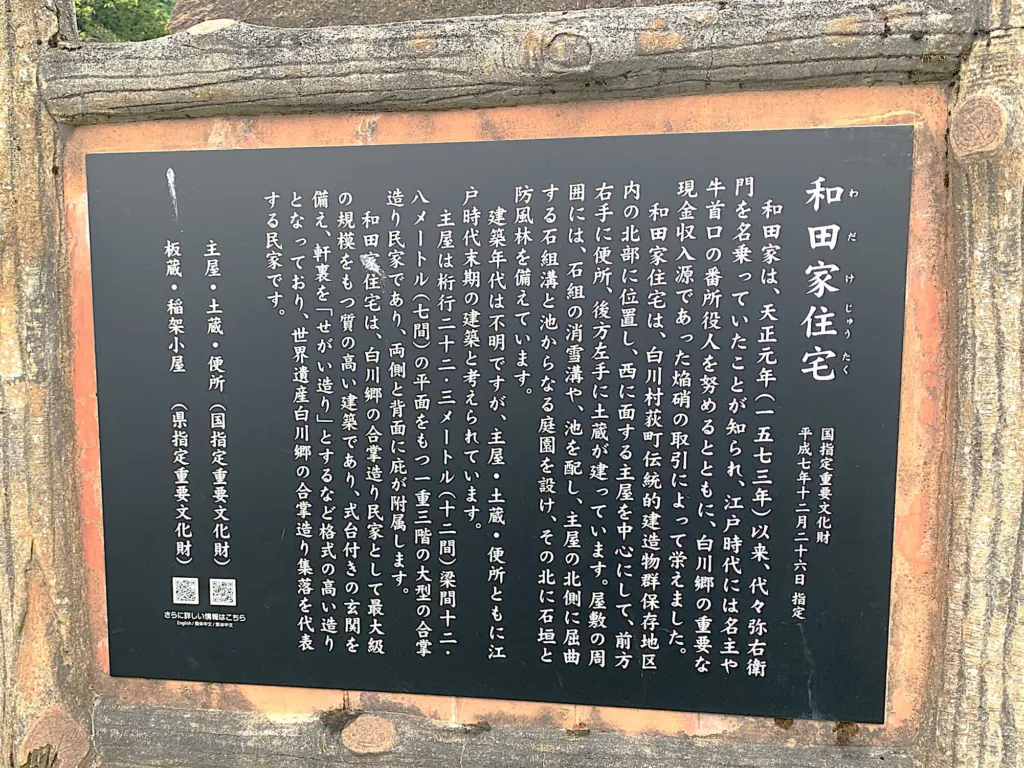 和田家住宅
わだけじゅうたく
国指定重要文化財
平成七年十二月二十六日 指定
和田家は、天正元年（一五七三年）以来、代々弥右衛
門を名乗っていたことが知られ、江戸時代には名主や
牛首口の番所役人を努めるとともに、白川郷の重要な
現金収入源であった焔硝の取引によって栄えました。
和田家住宅は、白川村荻町伝統的建造物群保存地区
内の北部に位置し、西に面する主屋を中心にして、前方
右手に便所、後方左手に土蔵が建っています。屋敷の周
囲には、石組の消雪溝や、池を配し、主屋の北側に屈曲
する石組溝と池からなる庭園を設け、その北に石垣と
防風林を備えています。
建築年代は不明ですが、主屋・土蔵・便所ともに江
戸時代末期の建築と考えられています。
主屋は桁行二十二・三メートル（十二間）梁間十二・
八メートル（七間）の平面をもつ一重三階の大型の合掌
造り民家であり、両側と背面に庇が附属します。
和田家住宅は、白川郷の合掌造り民家として最大級
の規模をもつ質の高い建築であり、式台付きの玄関を
備え、軒裏を「せがい造り」とするなど格式の高い造り
となっており、世界遺産白川郷の合掌造り集落を代表
する民家です。
主屋・土蔵・便所（国指定重要文化財）
板蔵・稲架小屋（県指定重要文化財）
さらに詳しい情報はこちら
English / 简体中文 / 繁体中文